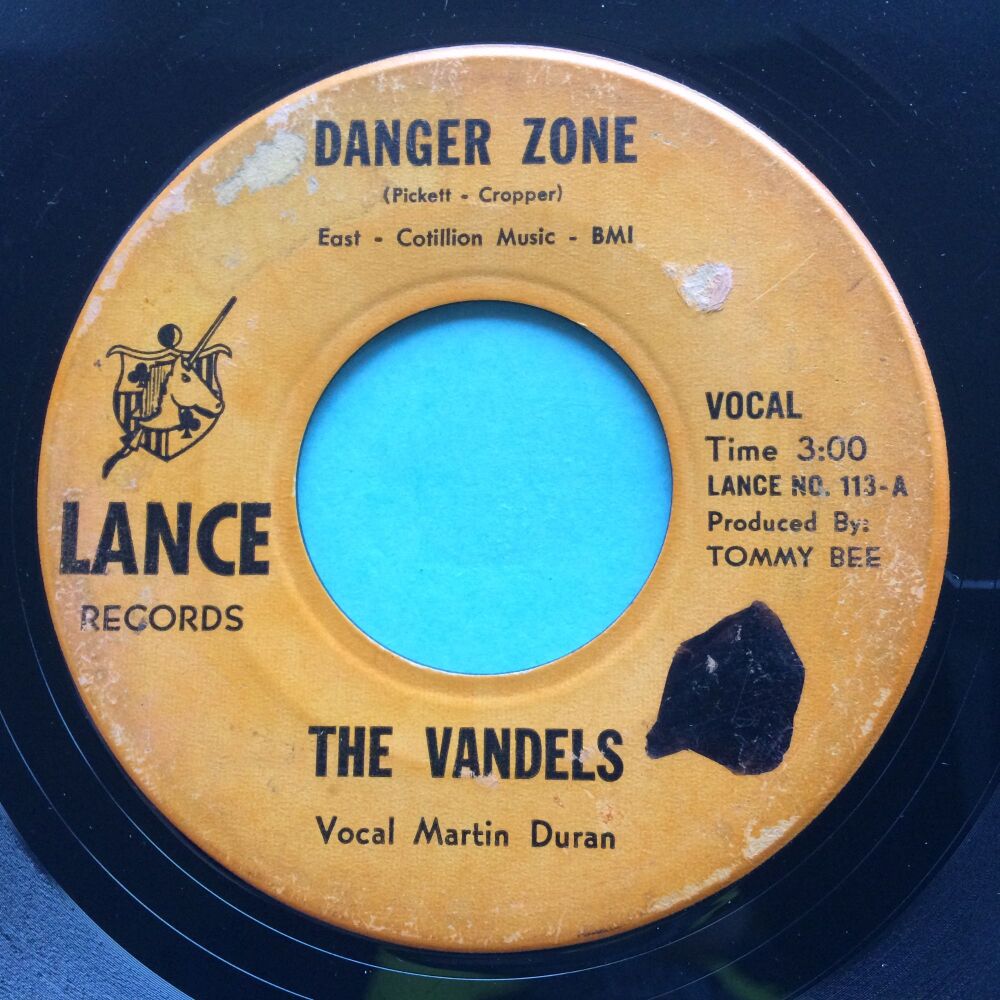 DANGER ZONE
(Pickett - Cropper)
East - Cotillion Music - BMI
VOCAL
Time 3:00
LANCE NO. 113-A
Produced By:
TOMMY BEE
LANCE
RECORDS
THE VANDELS
Vocal Martin Duran